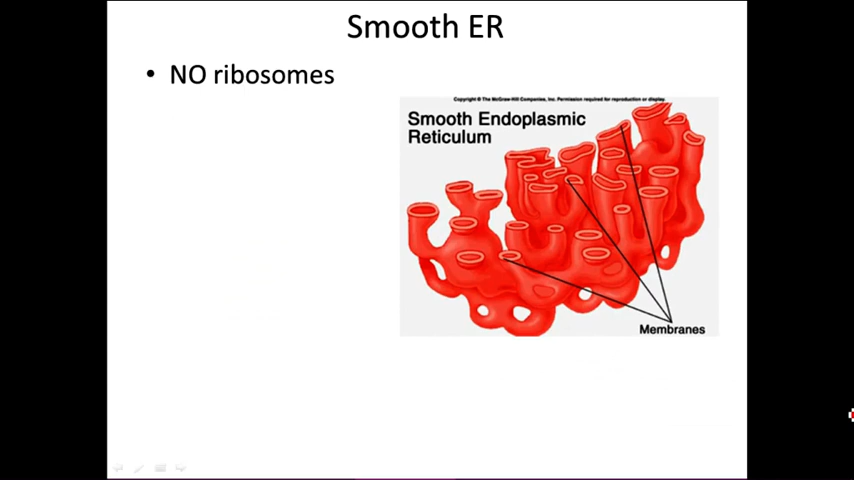 Smooth ER
• NO ribosomes
Copyright © The McGraw-Hill Companies, Inc. Permission required for reproduction or display.
Smooth Endoplasmic
Reticulum
Membranes